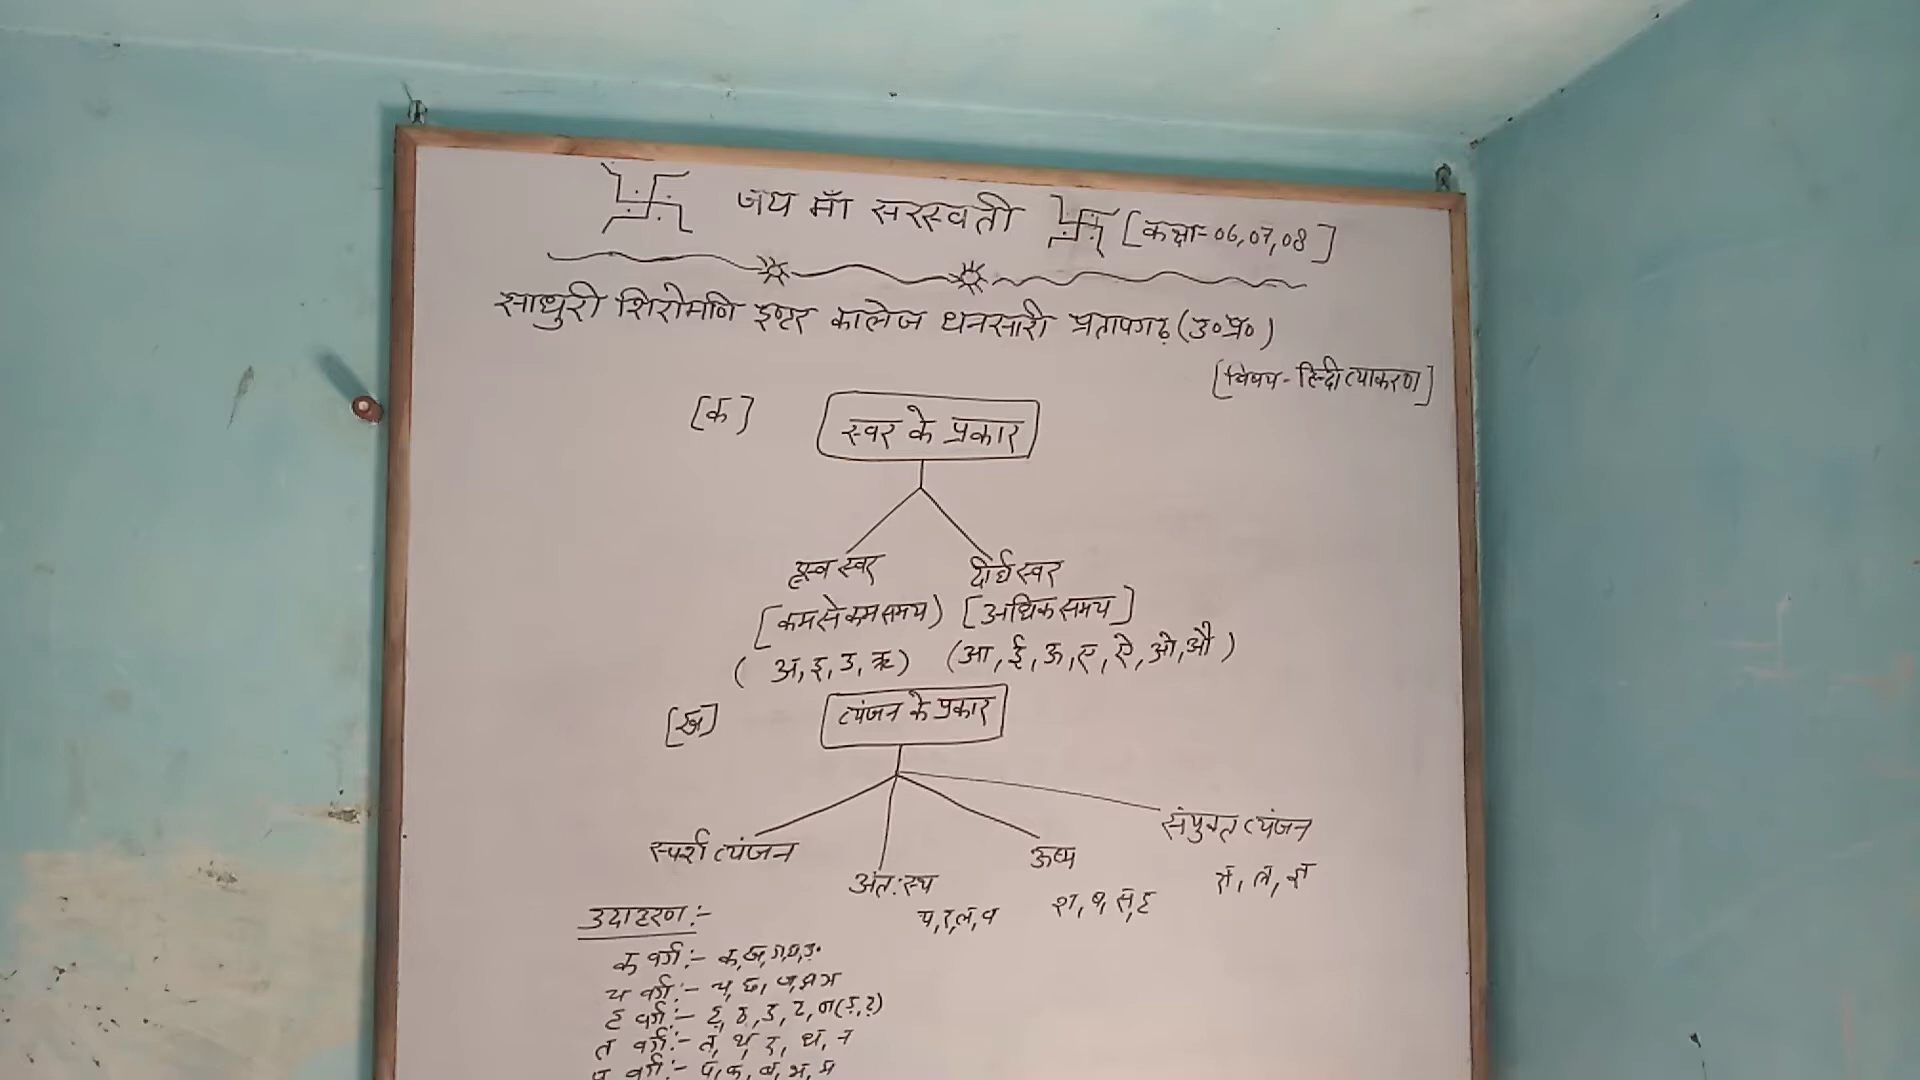 जय माँ सरस्वती [कक्षा-06,07,08]
साधुरी शिरोमणि इण्टर कालेज धनसारी प्रतापगढ़ (उ०प्र०)
[विषय - हिन्दी व्याकरण]
[क] स्वर के प्रकार
ह्रस्व स्वर दीर्घ स्वर
[कम से कम समय) [अधिक समय]
(अ, इ, उ, ऋ) (आ, ई, ऊ, ए, ऐ, ओ, औ)
[ख] व्यंजन के प्रकार
स्पर्श व्यंजन अंतःस्थ ऊष्म संयुक्त व्यंजन
य, र, ल, व श, ष, स, ह
उदाहरण :-
क वर्ग :- क, ख, ग, घ, ङ
च वर्ग :- च, छ, ज, झ ञ
ट वर्ग :- ट, ठ, ड, ढ, ण (ड़, ढ़)
त वर्ग :- त, थ, द, ध, न
प वर्ग :- प, फ, ब, भ, म